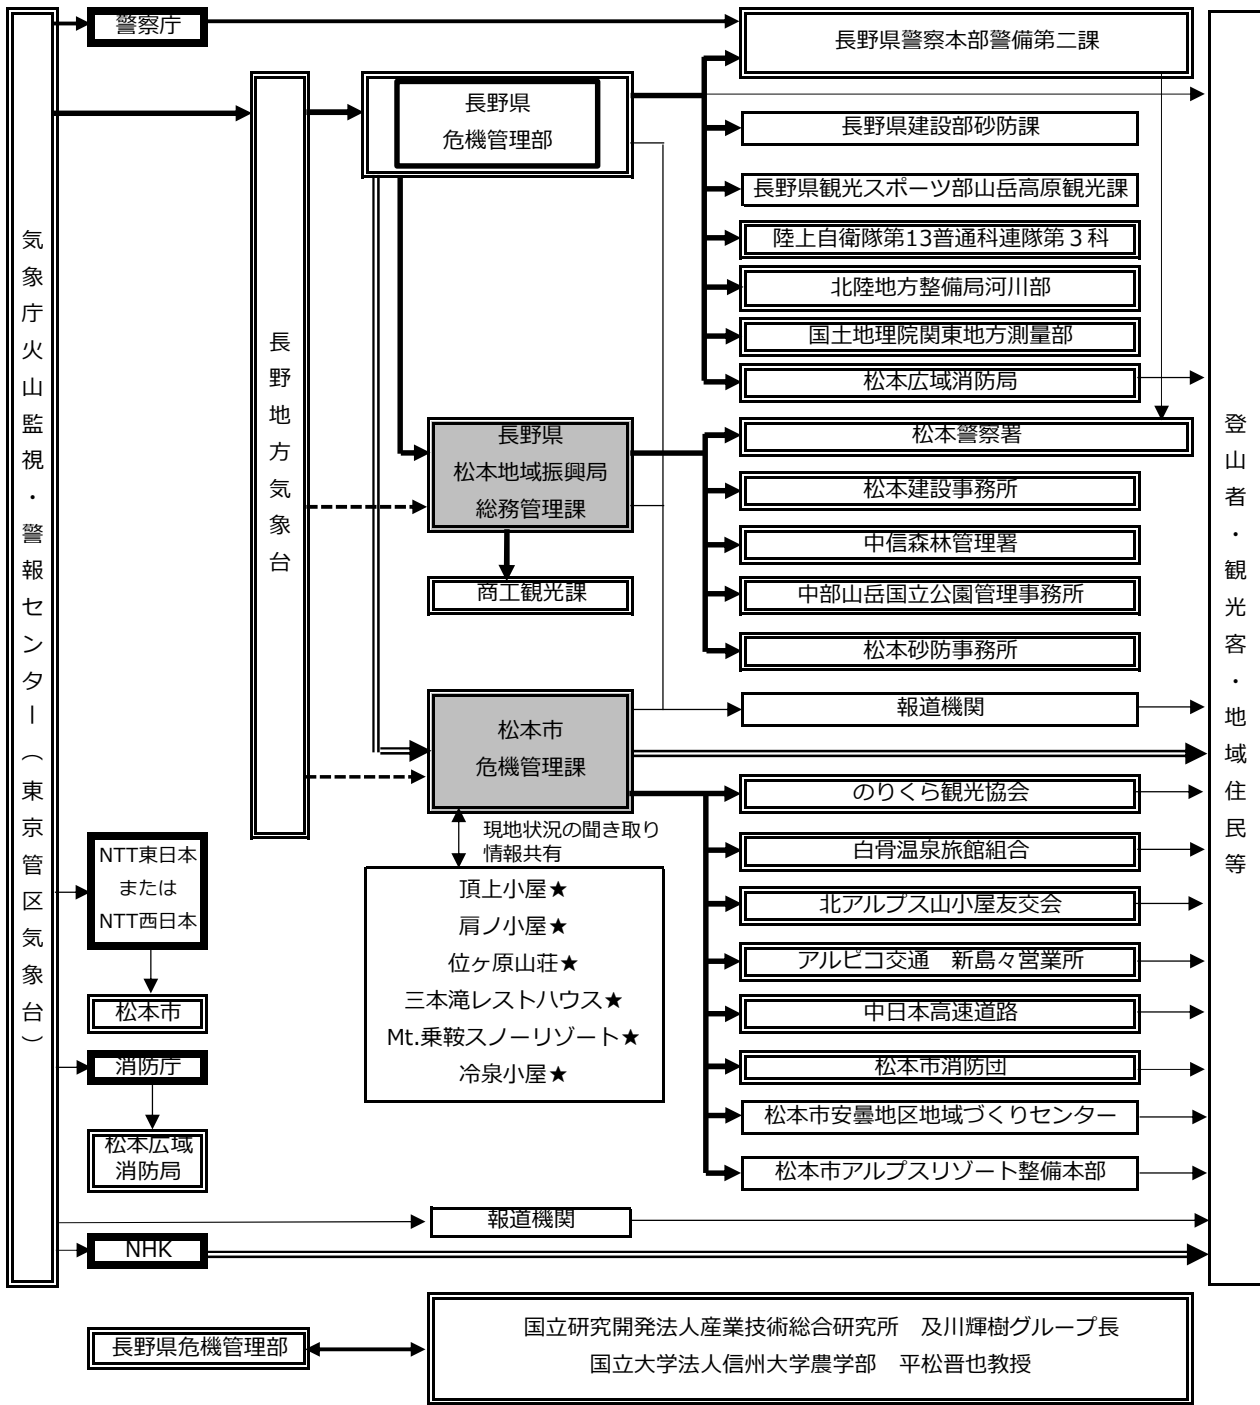 気象庁火山監視・警報センター（東京管区気象台）
警察庁
長野県警察本部警備第二課
長野地方気象台
長野県
危機管理部
長野県建設部砂防課
長野県観光スポーツ部山岳高原観光課
陸上自衛隊第13普通科連隊第３科
北陸地方整備局河川部
国土地理院関東地方測量部
松本広域消防局
長野県
松本地域振興局
総務管理課
商工観光課
松本警察署
松本建設事務所
中信森林管理署
中部山岳国立公園管理事務所
松本砂防事務所
松本市
危機管理課
報道機関
のりくら観光協会
白骨温泉旅館組合
北アルプス山小屋友交会
アルピコ交通　新島々営業所
中日本高速道路
松本市消防団
松本市安曇地区地域づくりセンター
松本市アルプスリゾート整備本部
現地状況の聞き取り
情報共有
頂上小屋★
肩ノ小屋★
位ヶ原山荘★
三本滝レストハウス★
Mt.乗鞍スノーリゾート★
冷泉小屋★
NTT東日本
または
NTT西日本
松本市
消防庁
松本広域
消防局
報道機関
NHK
登山者・観光客・地域住民等
長野県危機管理部
国立研究開発法人産業技術総合研究所　及川輝樹グループ長
国立大学法人信州大学農学部　平松晋也教授